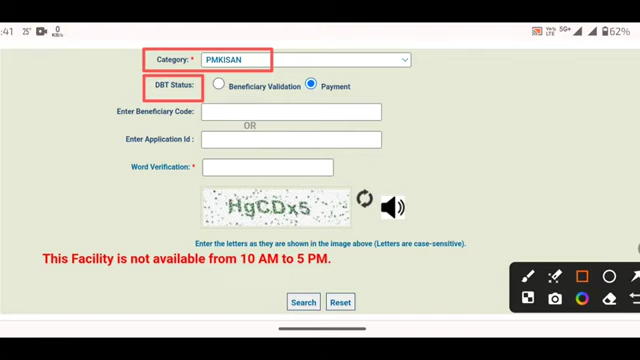 :41 25° 0 KB/s Vo)) LTE 5G+ 62%
Category: * PMKISAN
DBT Status: Beneficiary Validation Payment
Enter Beneficiary Code:
OR
Enter Application Id :
Word Verification: *
HgCDx5
Enter the letters as they are shown in the image above (Letters are case-sensitive).
This Facility is not available from 10 AM to 5 PM.
Search Reset